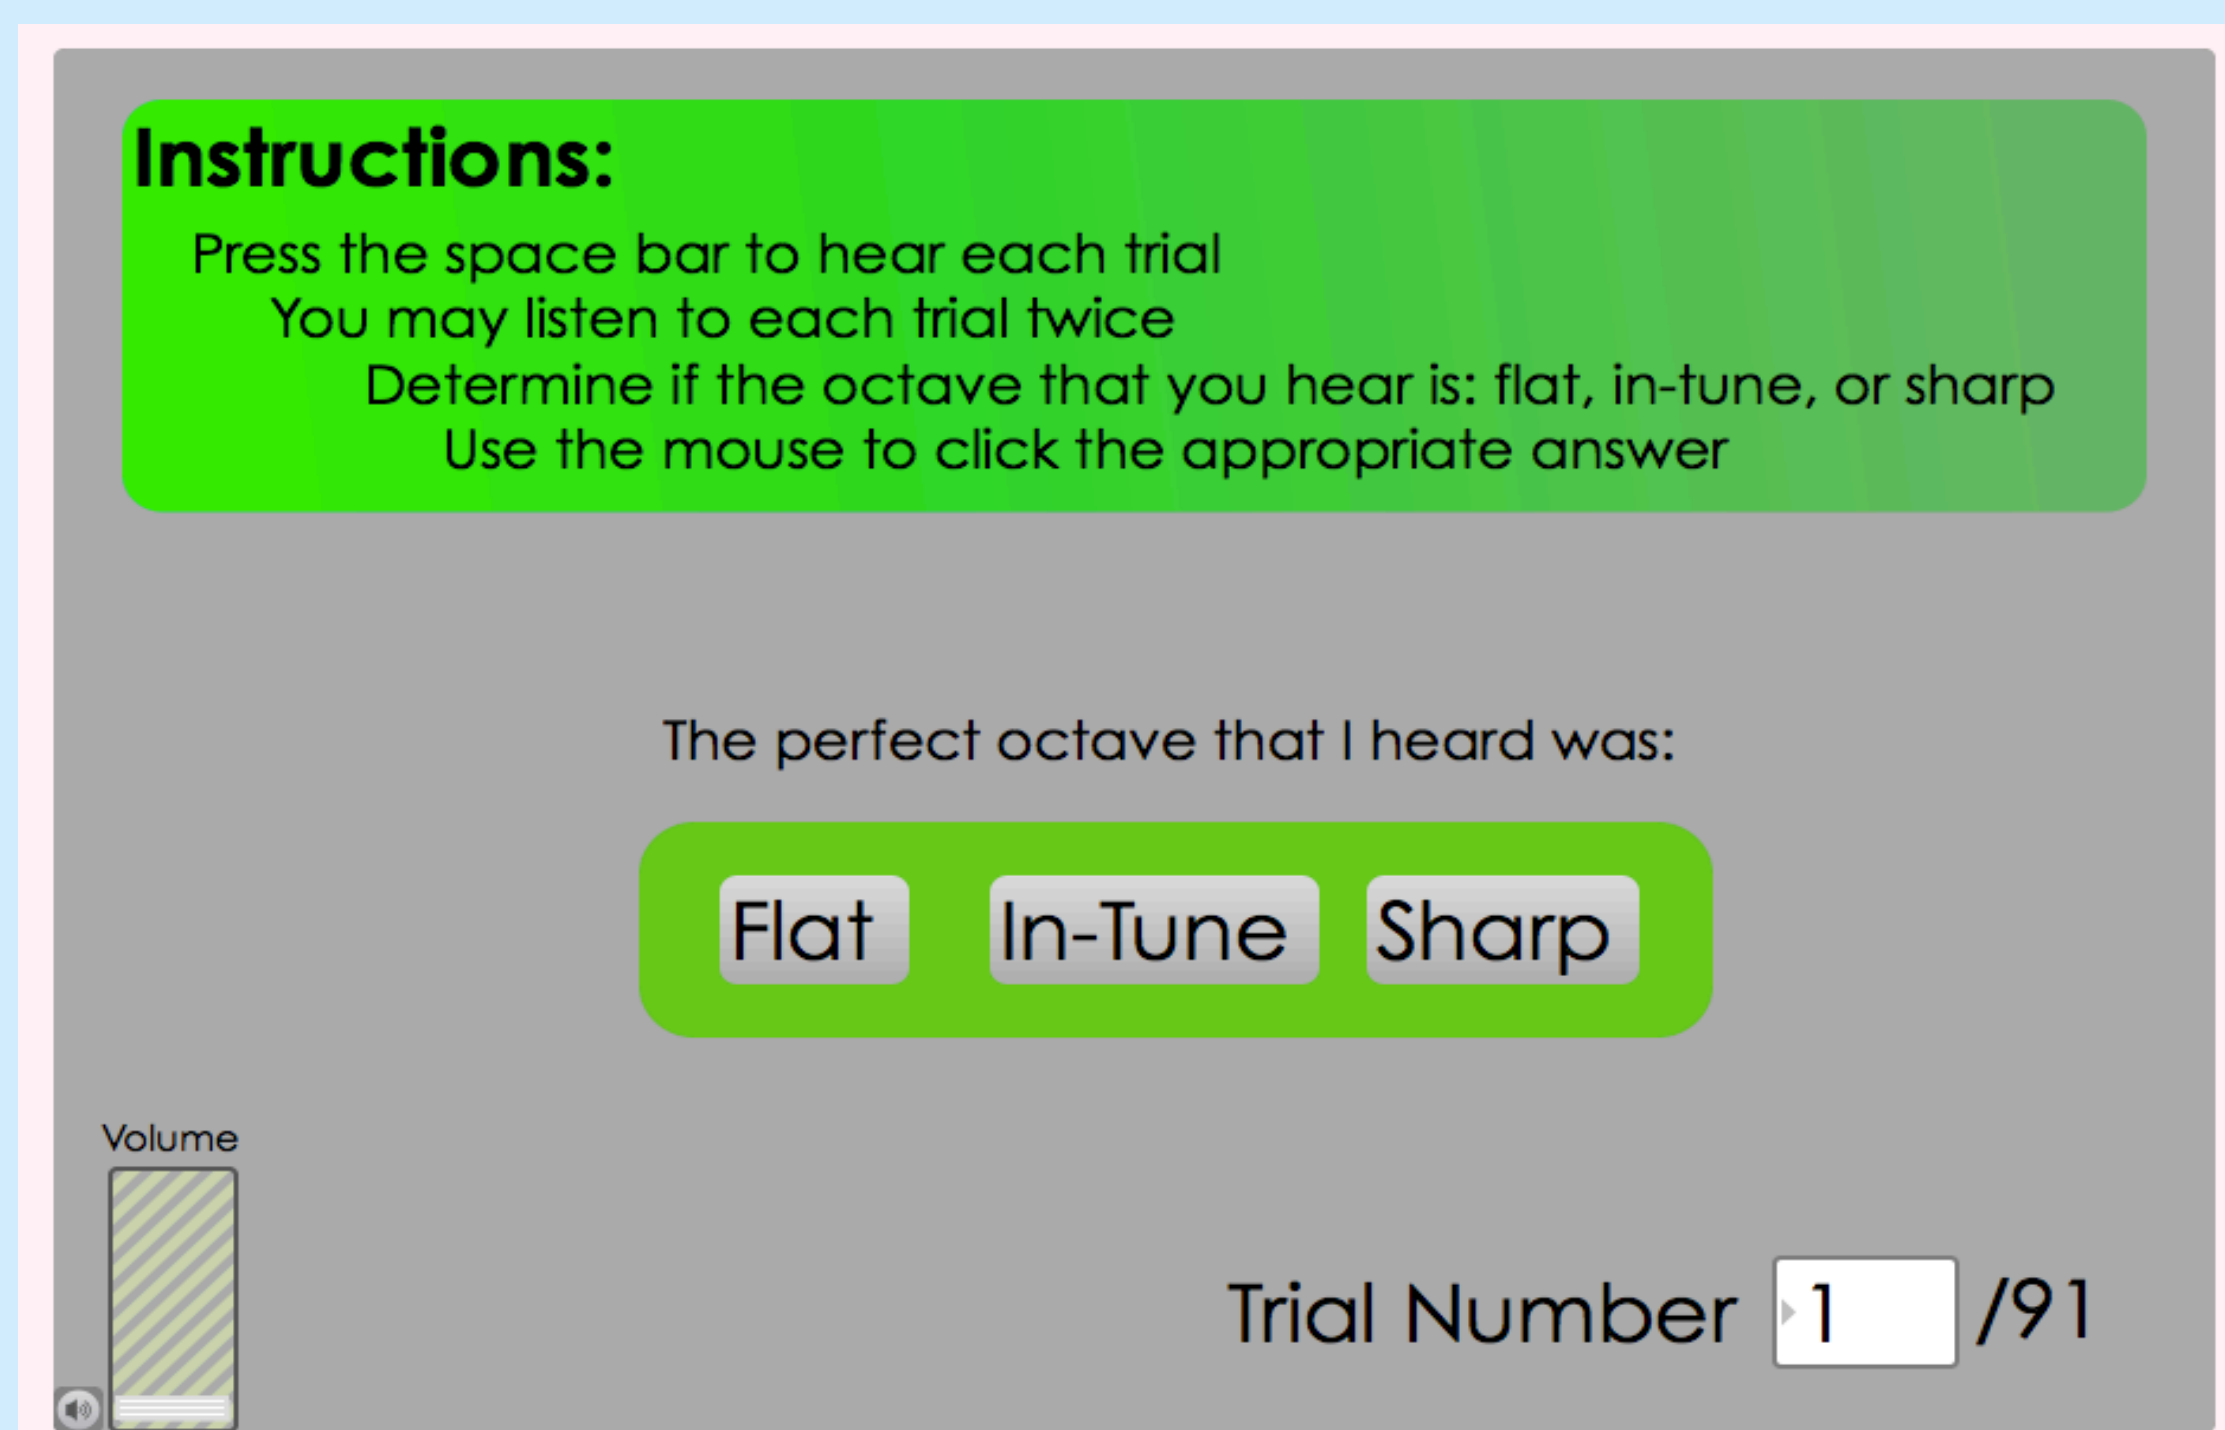 Instructions:
Press the space bar to hear each trial
You may listen to each trial twice
Determine if the octave that you hear is: flat, in-tune, or sharp
Use the mouse to click the appropriate answer
The perfect octave that I heard was:
Flat In-Tune Sharp
Volume
Trial Number 1 /91